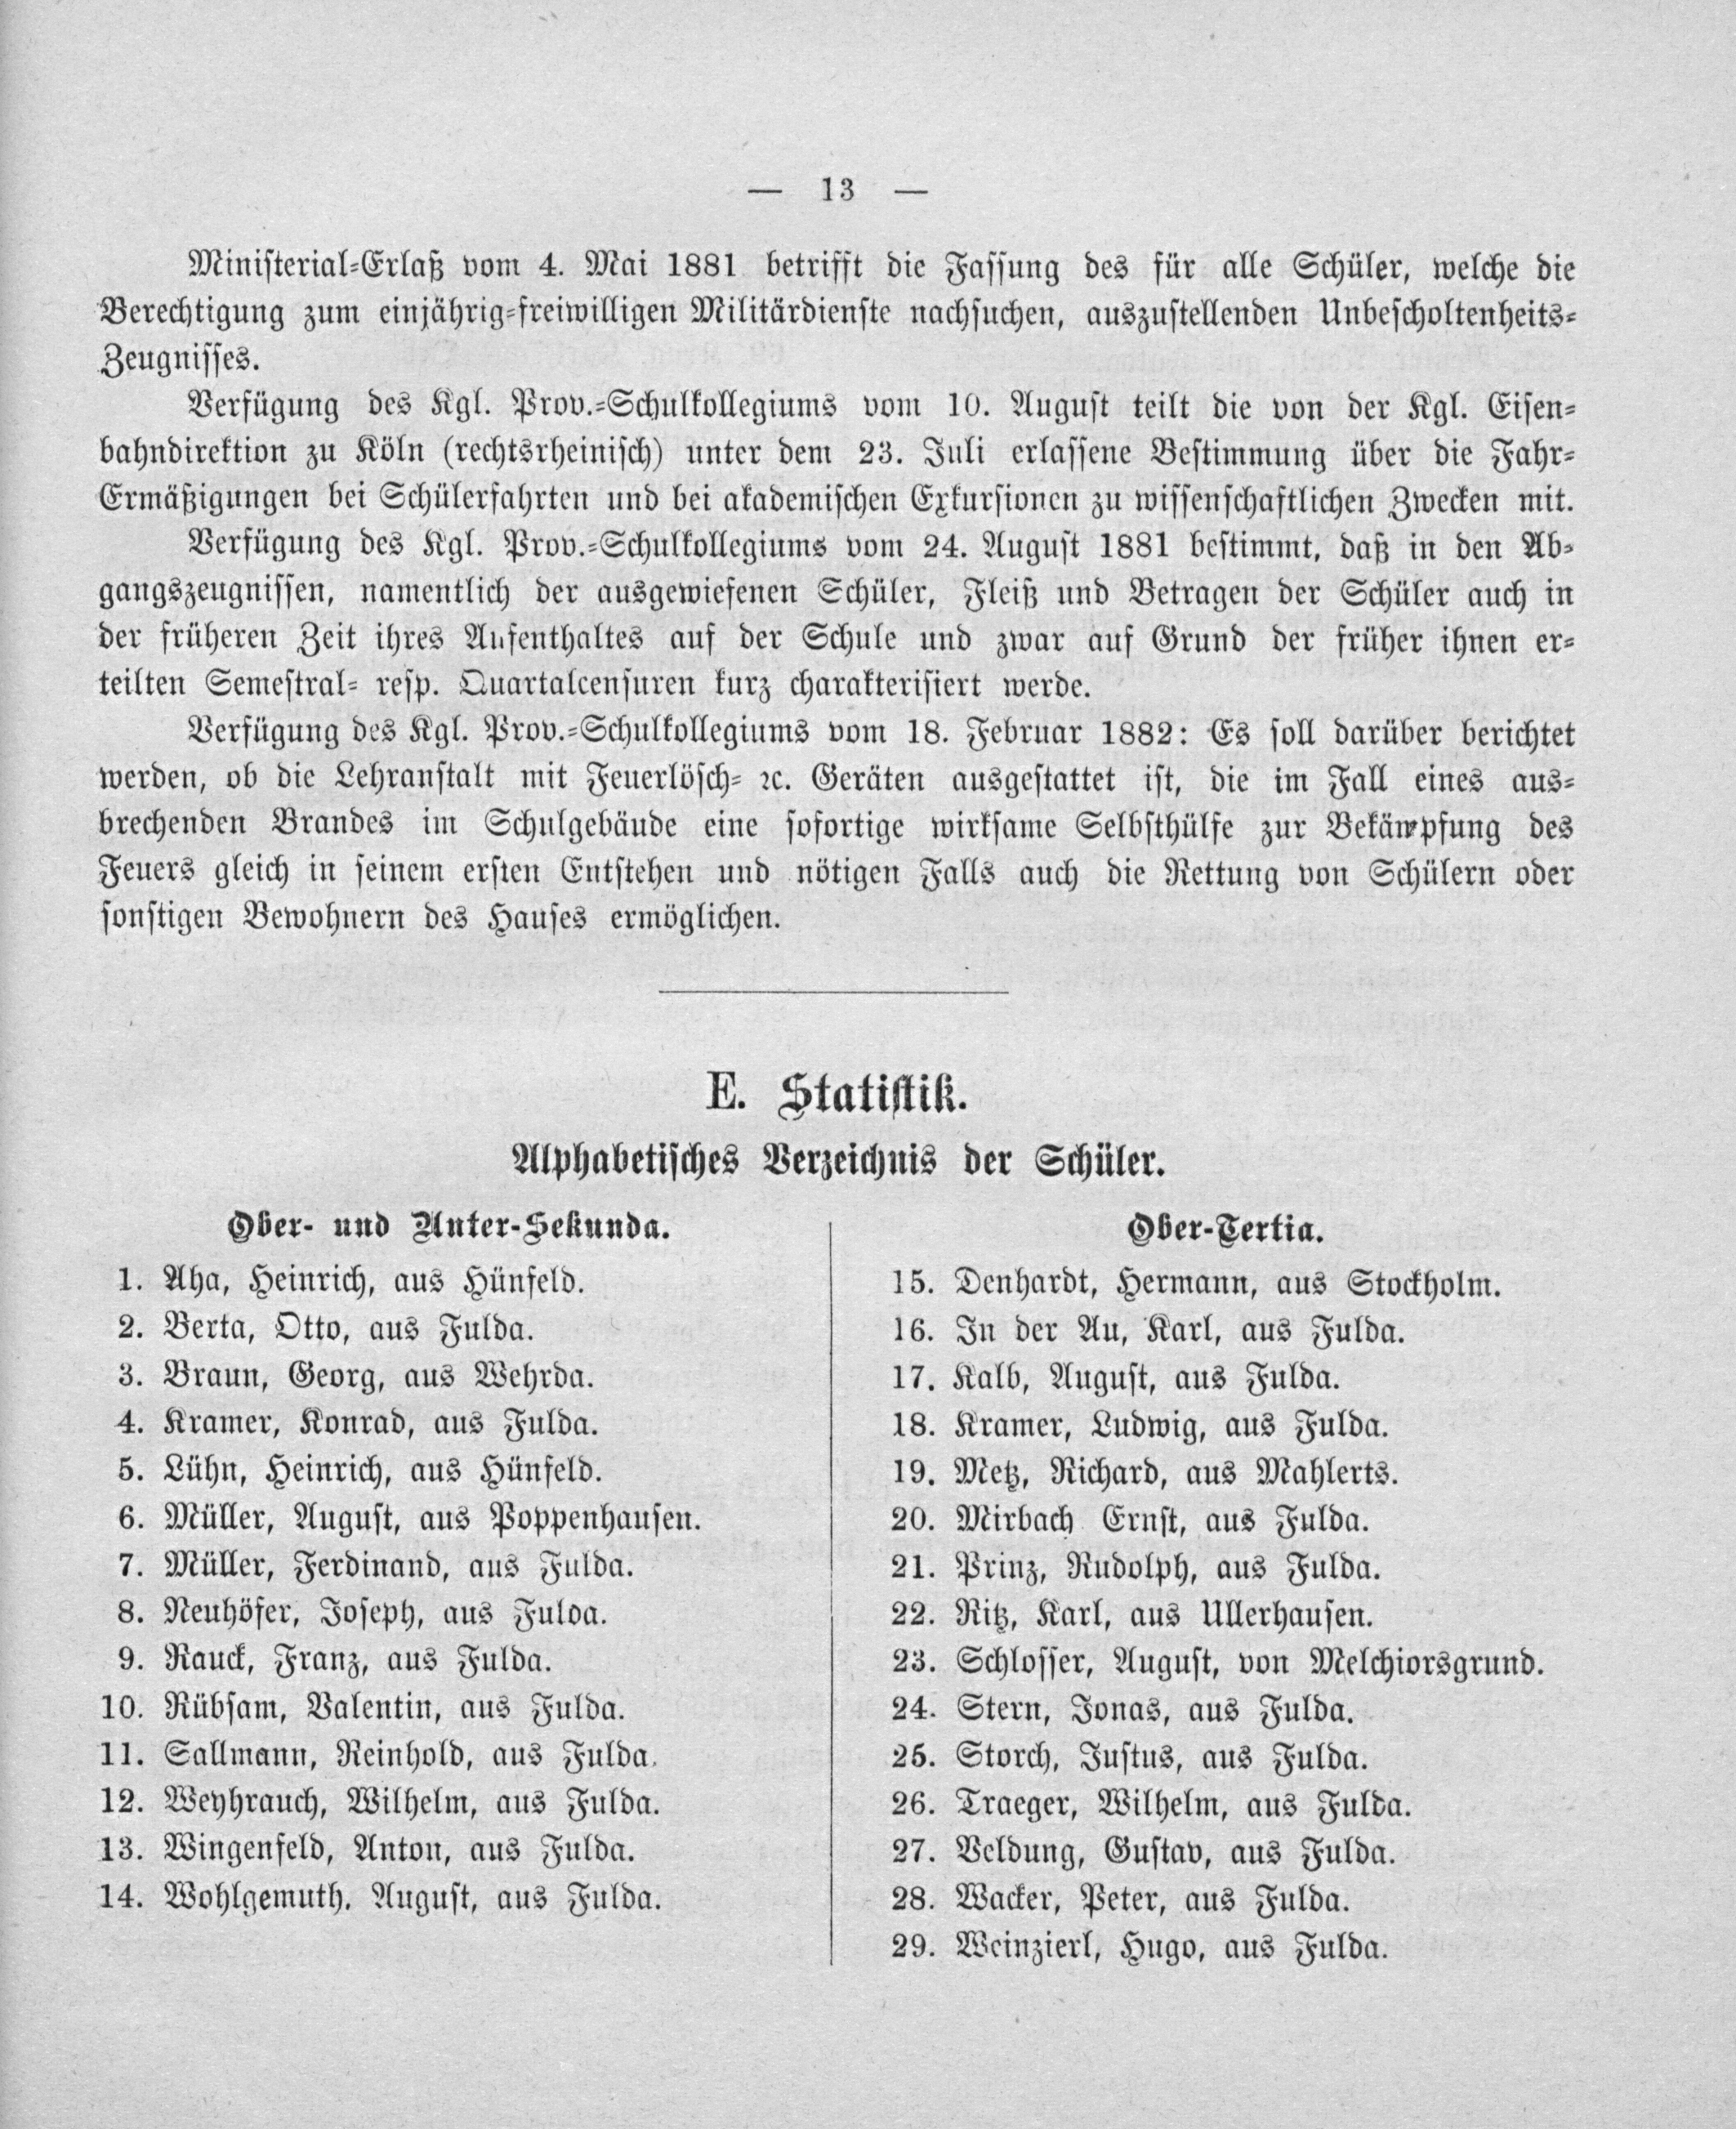 — 13 —
Ministerial-Erlaß vom 4. Mai 1881 betrifft die Fassung des für alle Schüler, welche die
Berechtigung zum einjährig-freiwilligen Militärdienste nachsuchen, auszustellenden Unbescholtenheits-
Zeugnisses.
Verfügung des Kgl. Prov.-Schulkollegiums vom 10. August teilt die von der Kgl. Eisen-
bahndirektion zu Köln (rechtsrheinisch) unter dem 23. Juli erlassene Bestimmung über die Fahr-
Ermäßigungen bei Schülerfahrten und bei akademischen Exkursionen zu wissenschaftlichen Zwecken mit.
Verfügung des Kgl. Prov.-Schulkollegiums vom 24. August 1881 bestimmt, daß in den Ab-
gangszeugnissen, namentlich der ausgewiesenen Schüler, Fleiß und Betragen der Schüler auch in
der früheren Zeit ihres Aufenthaltes auf der Schule und zwar auf Grund der früher ihnen er-
teilten Semestral- resp. Quartalcensuren kurz charakterisiert werde.
Verfügung des Kgl. Prov.-Schulkollegiums vom 18. Februar 1882: Es soll darüber berichtet
werden, ob die Lehranstalt mit Feuerlösch- ꝛc. Geräten ausgestattet ist, die im Fall eines aus-
brechenden Brandes im Schulgebäude eine sofortige wirksame Selbsthülfe zur Bekämpfung des
Feuers gleich in seinem ersten Entstehen und nötigen Falls auch die Rettung von Schülern oder
sonstigen Bewohnern des Hauses ermöglichen.
E. Statistik.
Alphabetisches Verzeichnis der Schüler.
Ober- und Unter-Sekunda.
1. Aha, Heinrich, aus Hünfeld.
2. Berta, Otto, aus Fulda.
3. Braun, Georg, aus Wehrda.
4. Kramer, Konrad, aus Fulda.
5. Lühn, Heinrich, aus Hünfeld.
6. Müller, August, aus Poppenhausen.
7. Müller, Ferdinand, aus Fulda.
8. Neuhöfer, Joseph, aus Fulda.
9. Rauck, Franz, aus Fulda.
10. Rübsam, Valentin, aus Fulda.
11. Sallmann, Reinhold, aus Fulda.
12. Weyhrauch, Wilhelm, aus Fulda.
13. Wingenfeld, Anton, aus Fulda.
14. Wohlgemuth. August, aus Fulda.
Ober-Tertia.
15. Denhardt, Hermann, aus Stockholm.
16. In der Au, Karl, aus Fulda.
17. Kalb, August, aus Fulda.
18. Kramer, Ludwig, aus Fulda.
19. Metz, Richard, aus Mahlerts.
20. Mirbach Ernst, aus Fulda.
21. Prinz, Rudolph, aus Fulda.
22. Ritz, Karl, aus Ullerhausen.
23. Schlosser, August, von Melchiorsgrund.
24. Stern, Jonas, aus Fulda.
25. Storch, Justus, aus Fulda.
26. Traeger, Wilhelm, aus Fulda.
27. Veldung, Gustav, aus Fulda.
28. Wacker, Peter, aus Fulda.
29. Weinzierl, Hugo, aus Fulda.